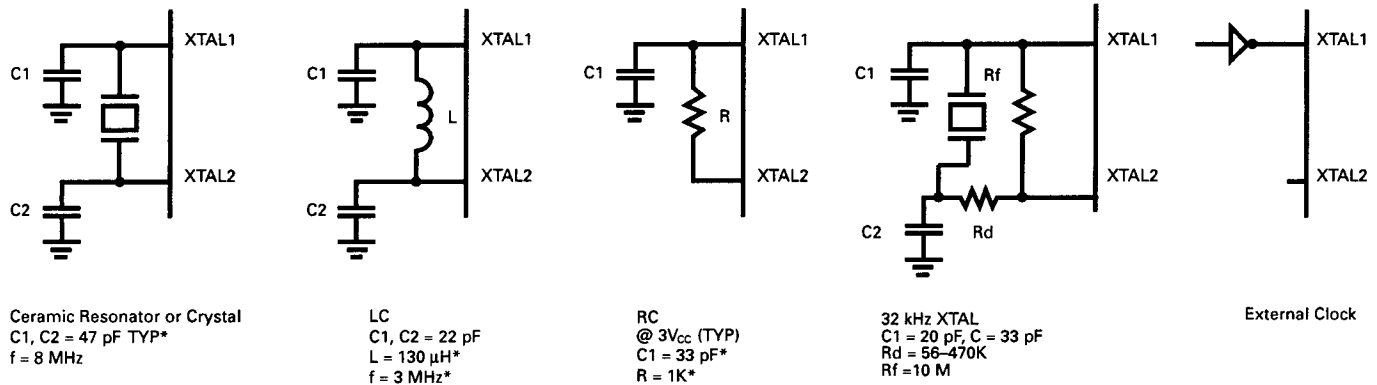 XTAL1
C1
XTAL2
C2
Ceramic Resonator or Crystal
C1, C2 = 47 pF TYP*
f = 8 MHz
XTAL1
C1
L
XTAL2
C2
LC
C1, C2 = 22 pF
L = 130 µH*
f = 3 MHz*
XTAL1
C1
R
XTAL2
RC
@ 3VCC (TYP)
C1 = 33 pF*
R = 1K*
XTAL1
C1
Rf
XTAL2
C2
Rd
32 kHz XTAL
C1 = 20 pF, C = 33 pF
Rd = 56–470K
Rf =10 M
XTAL1
XTAL2
External Clock